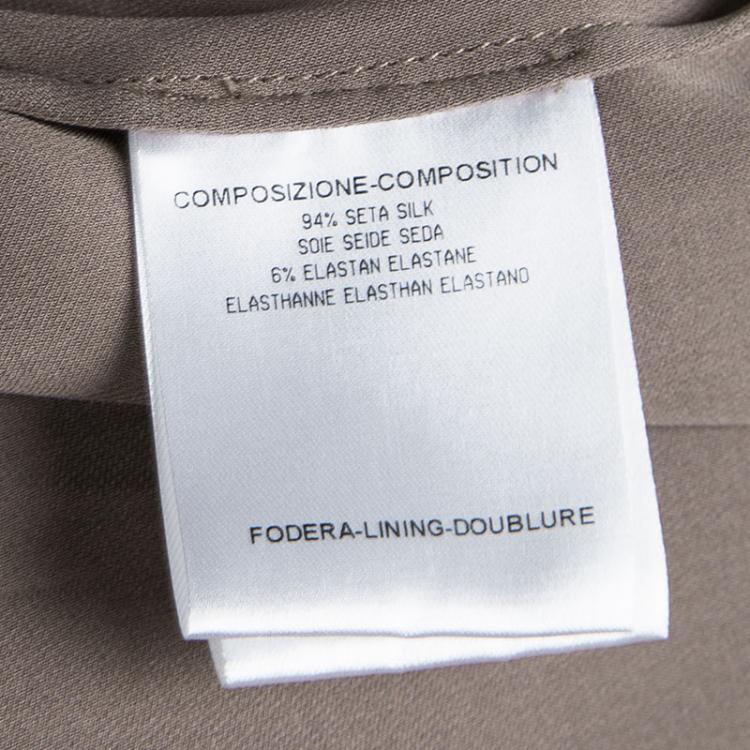 COMPOSIZIONE-COMPOSITION
94% SETA SILK
SOIE SEIDE SEDA
6% ELASTAN ELASTANE
ELASTHANNE ELASTHAN ELASTANO
FODERA-LINING-DOUBLURE